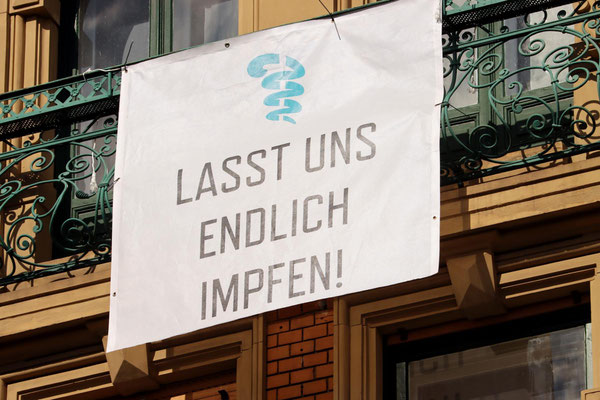 LASST UNS
ENDLICH
IMPFEN!